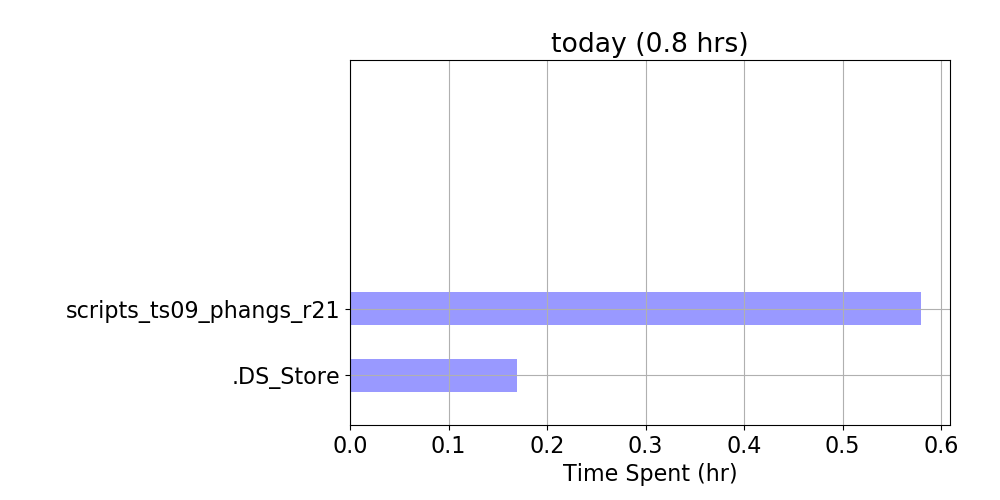 today (0.8 hrs)
scripts_ts09_phangs_r21
.DS_Store
0.0 0.1 0.2 0.3 0.4 0.5 0.6
Time Spent (hr)